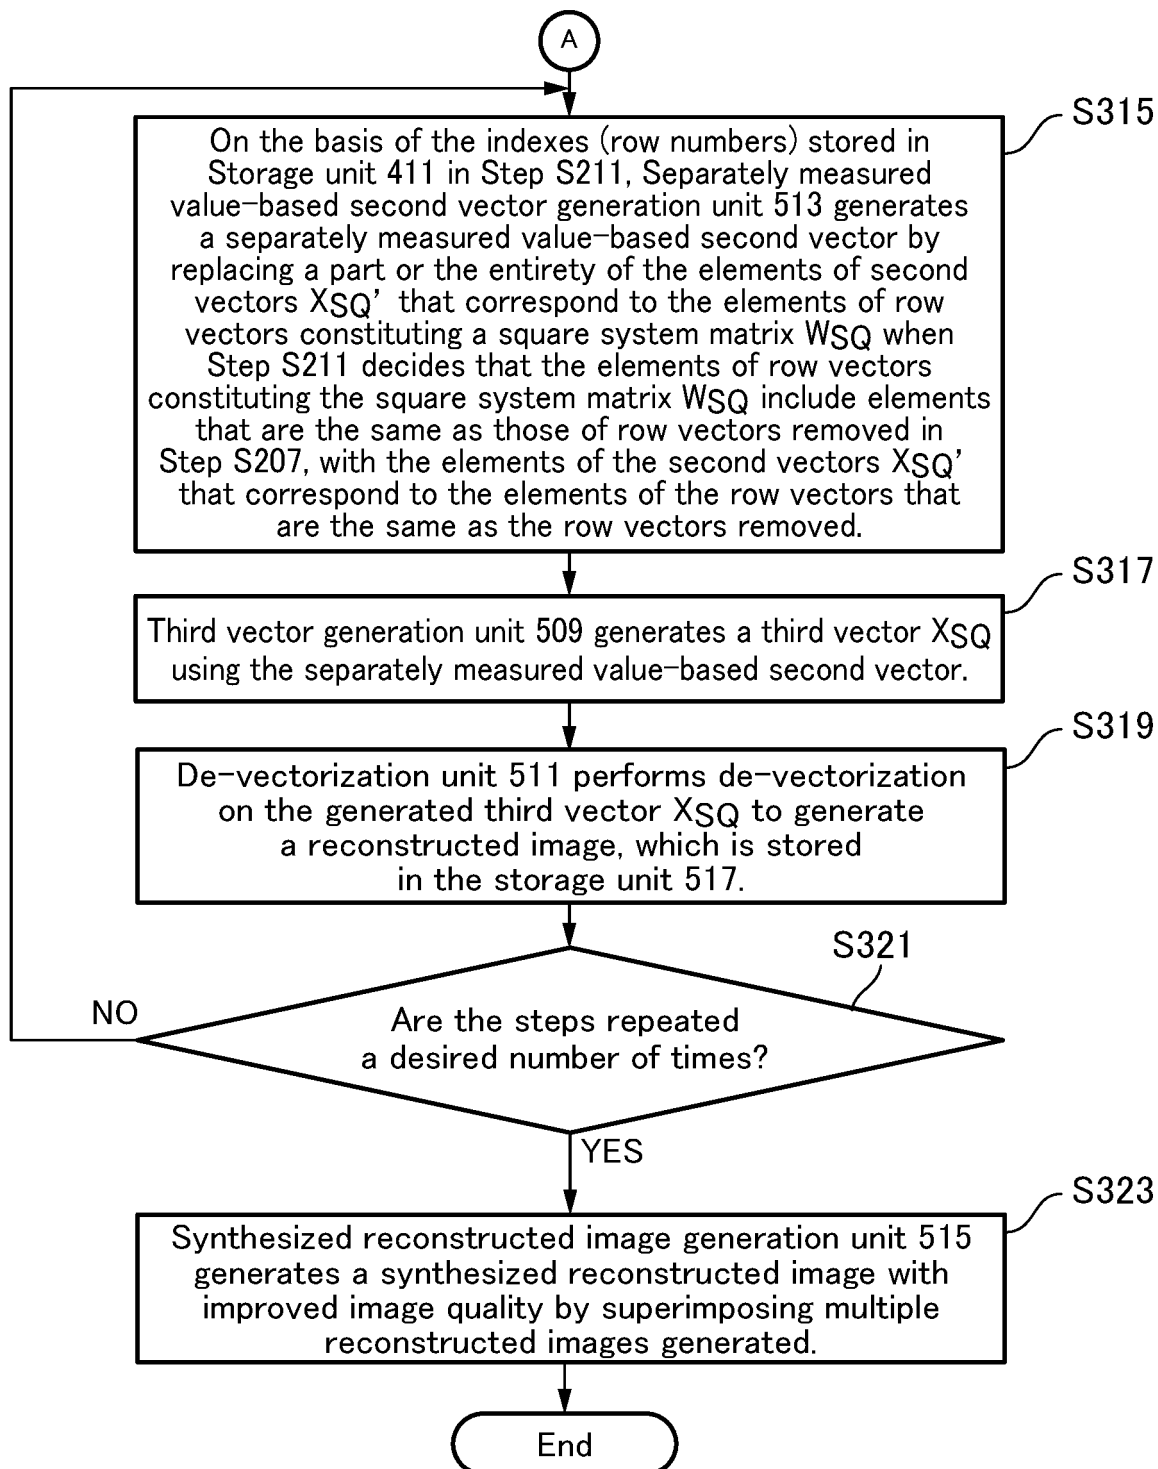 A
S315
On the basis of the indexes (row numbers) stored in
Storage unit 411 in Step S211, Separately measured
value-based second vector generation unit 513 generates
a separately measured value-based second vector by
replacing a part or the entirety of the elements of second
vectors XSQ' that correspond to the elements of row
vectors constituting a square system matrix WSQ when
Step S211 decides that the elements of row vectors
constituting the square system matrix WSQ include elements
that are the same as those of row vectors removed in
Step S207, with the elements of the second vectors XSQ'
that correspond to the elements of the row vectors that
are the same as the row vectors removed.
S317
Third vector generation unit 509 generates a third vector XSQ
using the separately measured value-based second vector.
S319
De-vectorization unit 511 performs de-vectorization
on the generated third vector XSQ to generate
a reconstructed image, which is stored
in the storage unit 517.
S321
NO
Are the steps repeated
a desired number of times?
YES
S323
Synthesized reconstructed image generation unit 515
generates a synthesized reconstructed image with
improved image quality by superimposing multiple
reconstructed images generated.
End